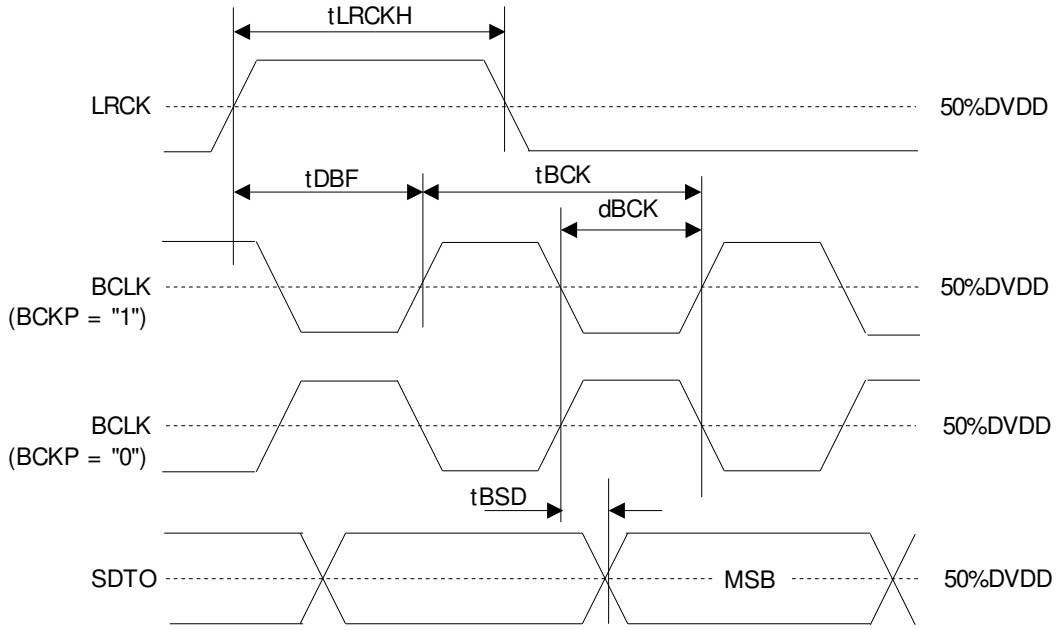 tLRCKH
LRCK 50%DVDD
tDBF tBCK
dBCK
BCLK 50%DVDD
(BCKP = "1")
BCLK 50%DVDD
(BCKP = "0")
tBSD
SDTO MSB 50%DVDD